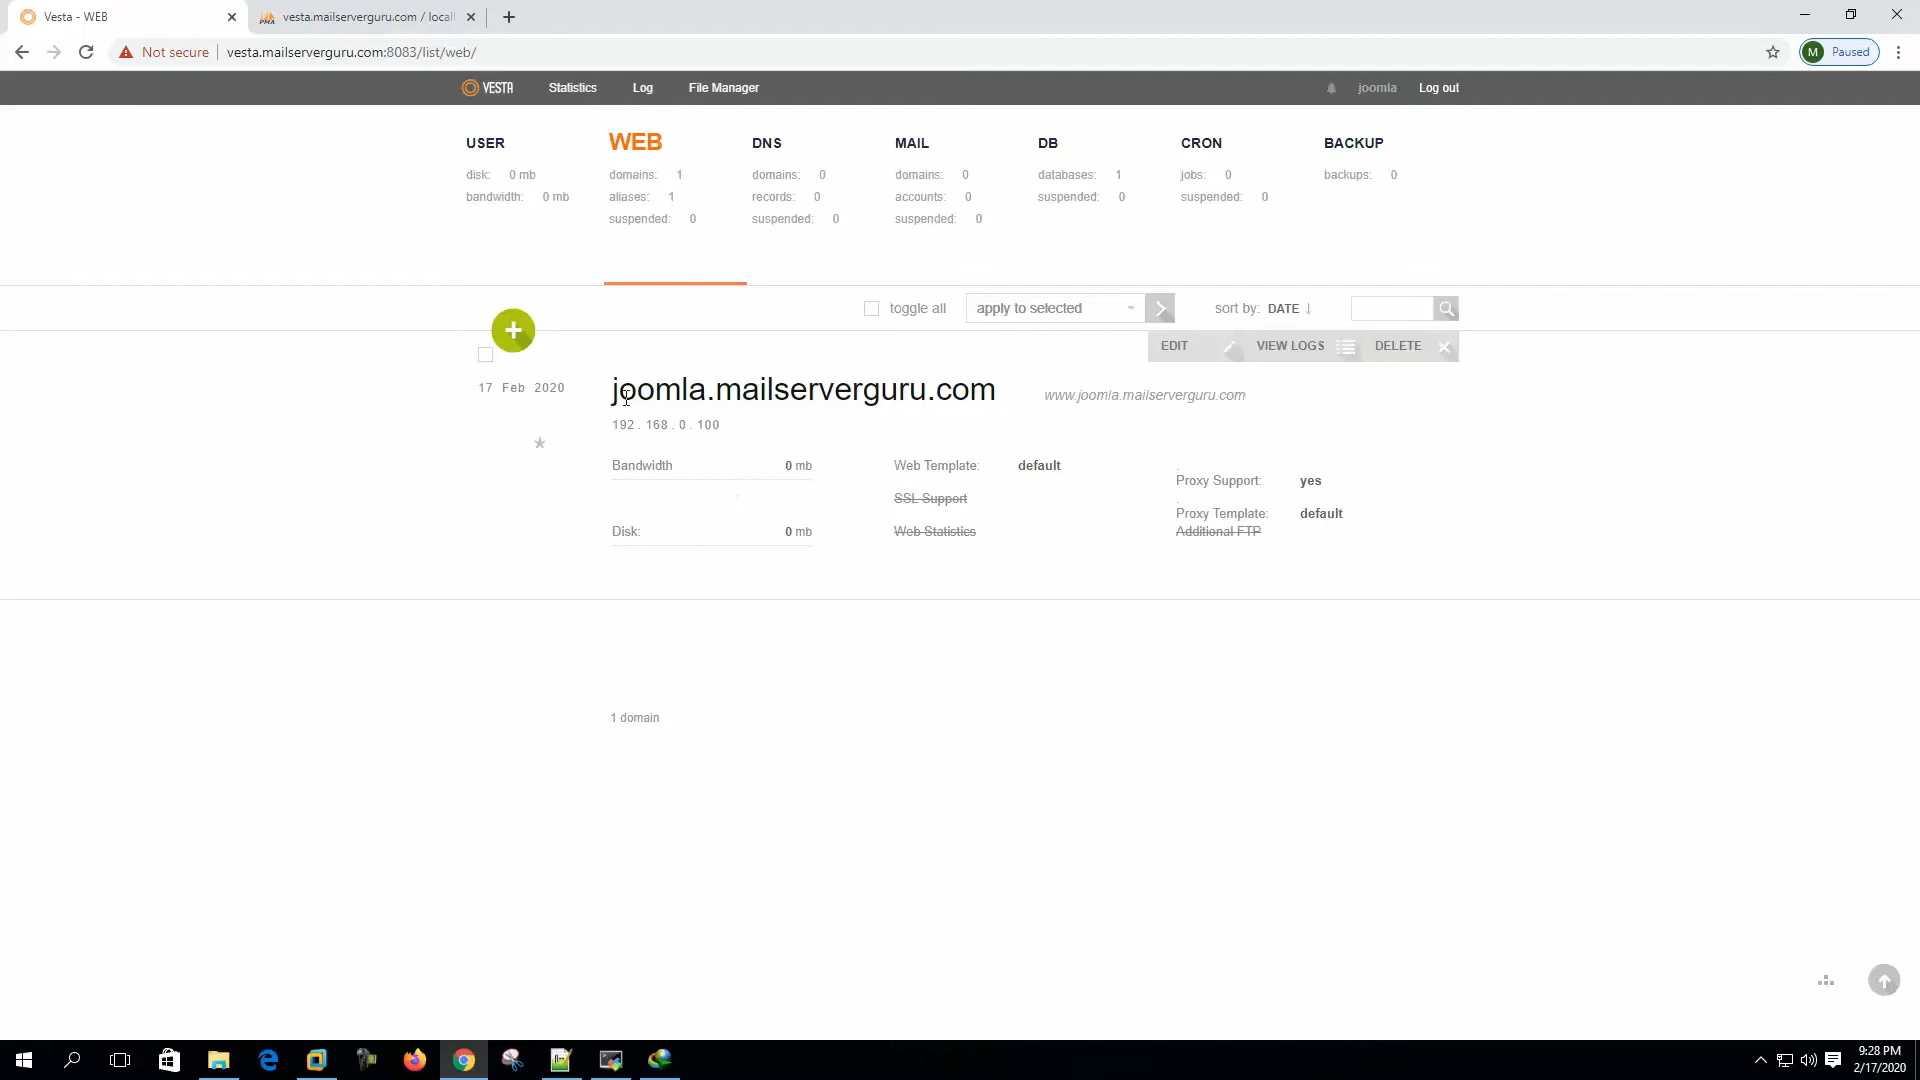 Vesta - WEB
vesta.mailserverguru.com / locall
Not secure
vesta.mailserverguru.com:8083/list/web/
M Paused
VESTA Statistics Log File Manager joomla Log out
USER WEB DNS MAIL DB CRON BACKUP
disk: 0 mb domains: 1 domains: 0 domains: 0 databases: 1 jobs: 0 backups: 0
bandwidth: 0 mb aliases: 1 records: 0 accounts: 0 suspended: 0 suspended: 0
suspended: 0 suspended: 0 suspended: 0
toggle all apply to selected sort by: DATE ↓
EDIT VIEW LOGS DELETE
17 Feb 2020 joomla.mailserverguru.com www.joomla.mailserverguru.com
192.168.0.100
Bandwidth 0 mb Web Template: default
Proxy Support: yes
SSL Support
Proxy Template: default
Disk: 0 mb Web Statistics Additional FTP
1 domain
9:28 PM
2/17/2020